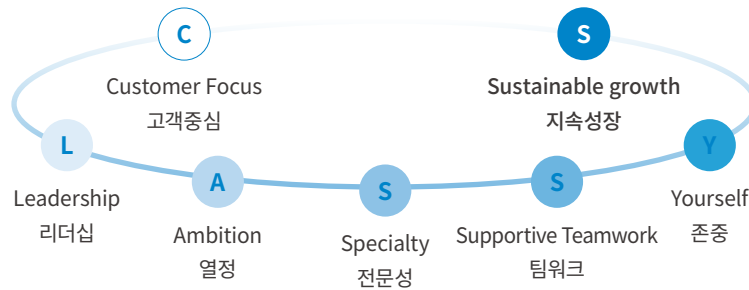 C
Customer Focus
고객중심
L
Leadership
리더십
A
Ambition
열정
S
Specialty
전문성
S
Supportive Teamwork
팀워크
Y
Yourself
존중
S
Sustainable growth
지속성장